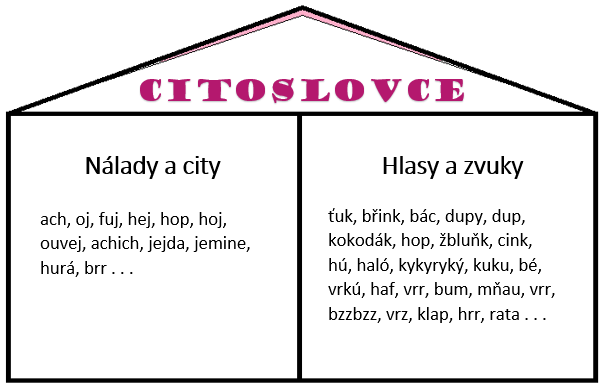 CITOSLOVCE
Nálady a city
ach, oj, fuj, hej, hop, hoj,
ouvej, achich, jejda, jemine,
hurá, brr . . .
Hlasy a zvuky
ťuk, břink, bác, dupy, dup,
kokodák, hop, žbluňk, cink,
hú, haló, kykyryký, kuku, bé,
vrkú, haf, vrr, bum, mňau, vrr,
bzzbzz, vrz, klap, hrr, rata . . .